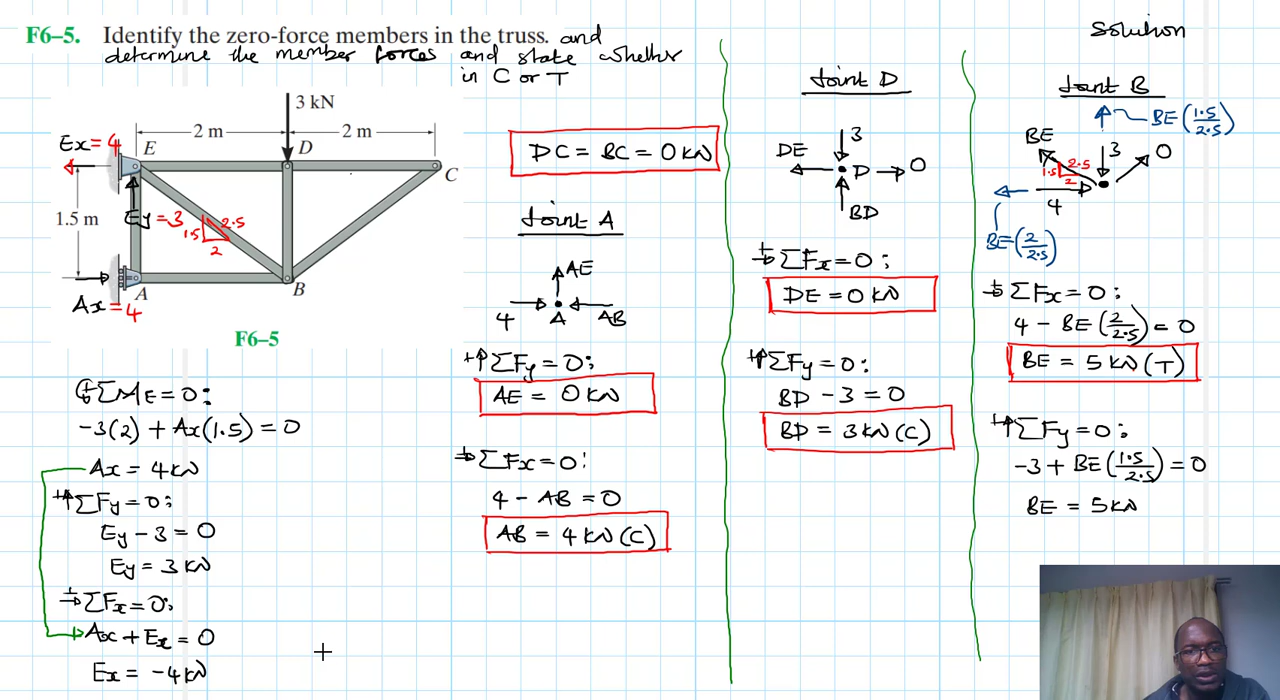 F6–5. Identify the zero-force members in the truss. and
determine the member forces and state whether
in C or T
3 kN
2 m
2 m
Ex=4
E
D
C
1.5 m
Ey=3
2.5
1.5
2
Ax=4
A
B
F6–5
↺+ΣM_E=0:
-3(2) + Ax(1.5) = 0
Ax = 4kN
+↑ΣFy=0:
Ey - 3 = 0
Ey = 3 kN
+→ΣFx=0:
Ax + Ex = 0
Ex = -4kN
DC = BC = 0 kN
Joint A
AE
4
A
AB
+↑ΣFy=0:
AE = 0kN
+→ΣFx=0:
4 - AB = 0
AB = 4 kN (C)
Joint D
3
DE
D
0
BD
+→ΣFx=0:
DE = 0 kN
+↑ΣFy=0:
BD - 3 = 0
BD = 3 kN (C)
Solution
Joint B
BE(1.5/2.5)
BE
3
0
2.5
1.5
2
4
BE=(2/2.5)
+→ΣFx=0:
4 - BE(2/2.5) = 0
BE = 5 kN (T)
+↑ΣFy=0:
-3 + BE(1.5/2.5) = 0
BE = 5 kN